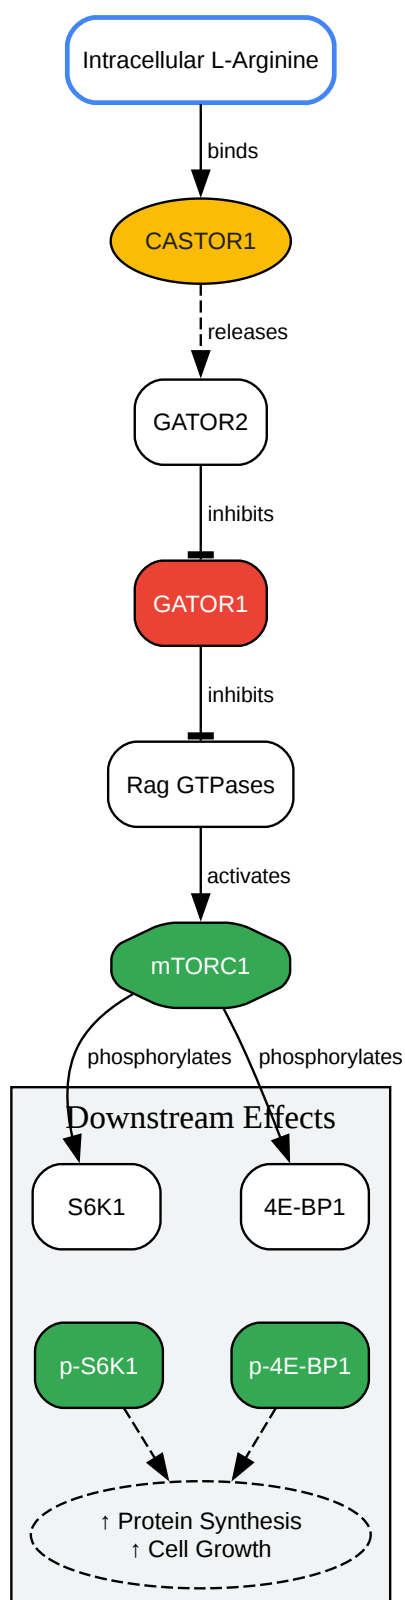 Intracellular L-Arginine
binds
CASTOR1
releases
GATOR2
inhibits
GATOR1
inhibits
Rag GTPases
activates
mTORC1
phosphorylates
phosphorylates
Downstream Effects
S6K1
4E-BP1
p-S6K1
p-4E-BP1
↑ Protein Synthesis
↑ Cell Growth